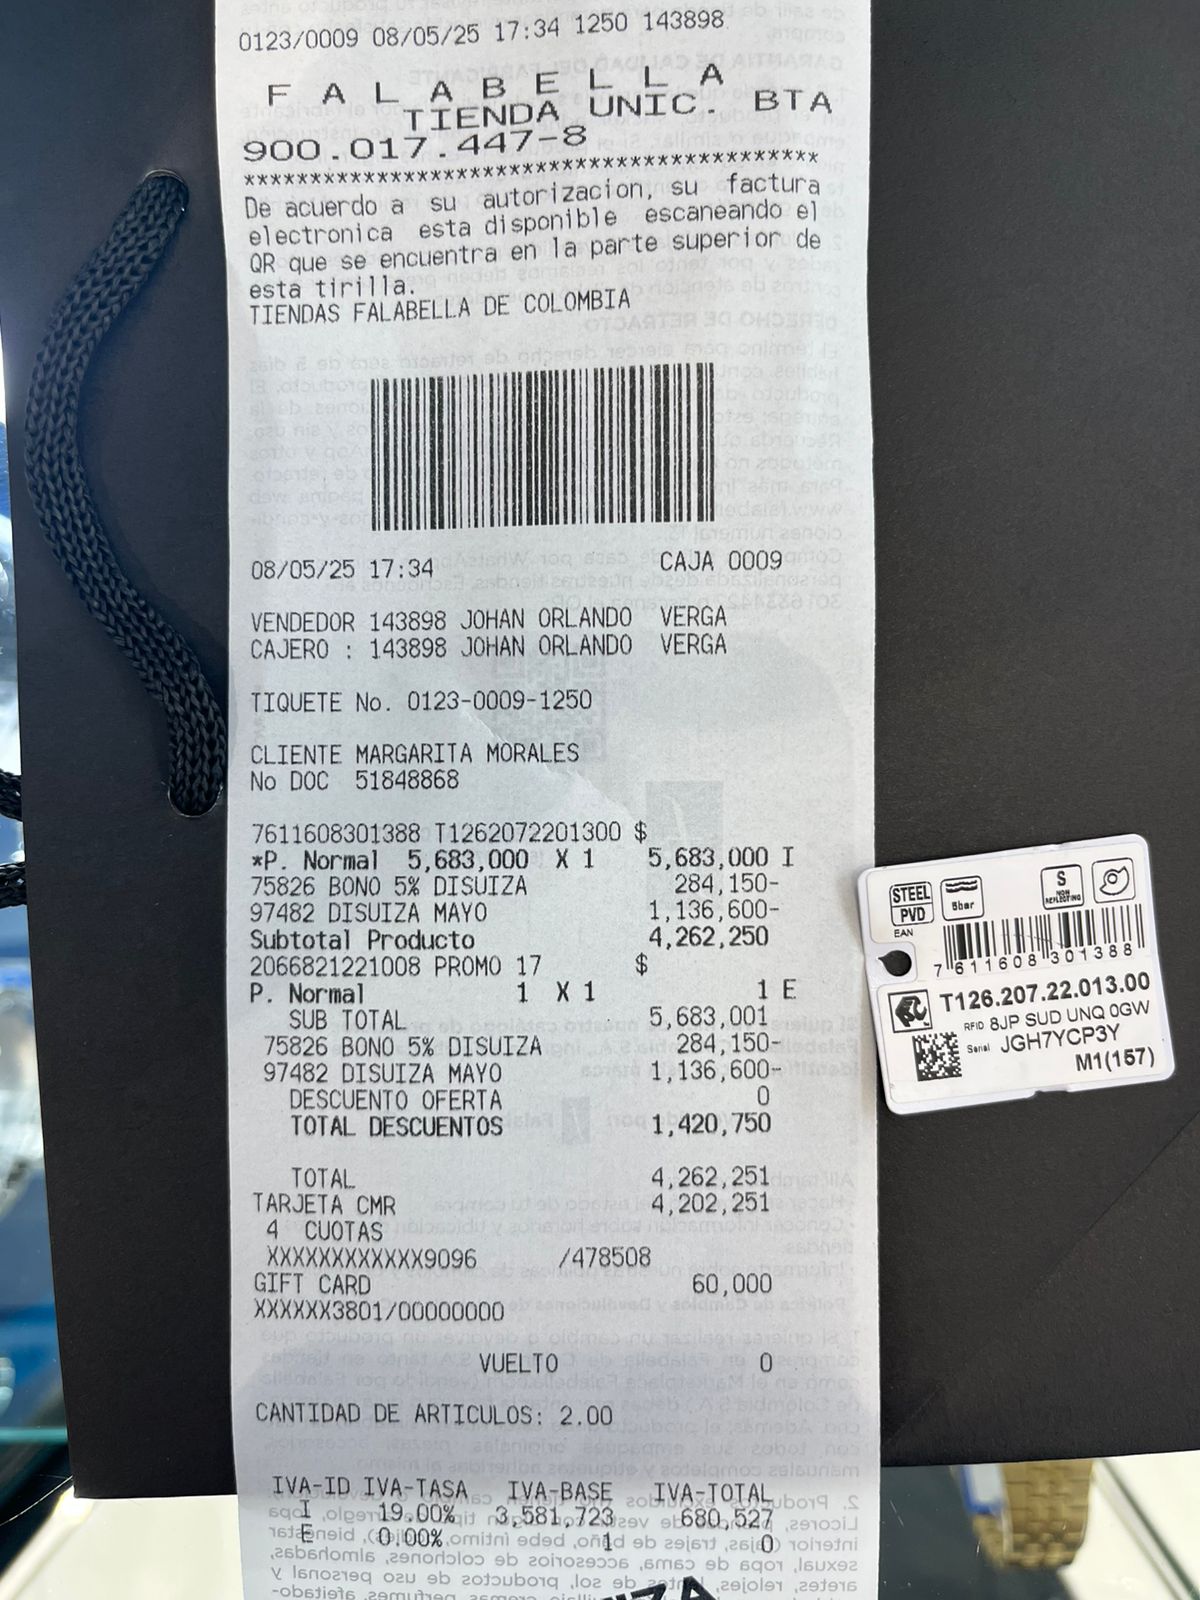 0123/0009 08/05/25 17:34 1250 143898
F A L A B E L L A
TIENDA UNIC. BTA
900.017.447-8
********************************************
De acuerdo a su autorizacion, su factura
electronica esta disponible escaneando el
QR que se encuentra en la parte superior de
esta tirilla.
TIENDAS FALABELLA DE COLOMBIA
08/05/25 17:34 CAJA 0009
VENDEDOR 143898 JOHAN ORLANDO VERGA
CAJERO : 143898 JOHAN ORLANDO VERGA
TIQUETE No. 0123-0009-1250
CLIENTE MARGARITA MORALES
No DOC 51848868
7611608301388 T1262072201300 $
*P. Normal 5,683,000 X 1 5,683,000 I
75826 BONO 5% DISUIZA 284,150-
97482 DISUIZA MAYO 1,136,600-
Subtotal Producto 4,262,250
2066821221008 PROMO 17 $
P. Normal 1 X 1 1 E
SUB TOTAL 5,683,001
75826 BONO 5% DISUIZA 284,150-
97482 DISUIZA MAYO 1,136,600-
DESCUENTO OFERTA 0
TOTAL DESCUENTOS 1,420,750
TOTAL 4,262,251
TARJETA CMR 4,202,251
4 CUOTAS
XXXXXXXXXXXX9096 /478508
GIFT CARD 60,000
XXXXXX3801/00000000
VUELTO 0
CANTIDAD DE ARTICULOS: 2.00
IVA-ID IVA-TASA IVA-BASE IVA-TOTAL
I 19.00% 3,581,723 680,527
E 0.00% 1 0
STEEL
PVD
5bar
S
NON
REFLECTING
EAN
7 611608 301388
T126.207.22.013.00
RFID 8JP SUD UNQ 0GW
Serial JGH7YCP3Y
M1(157)